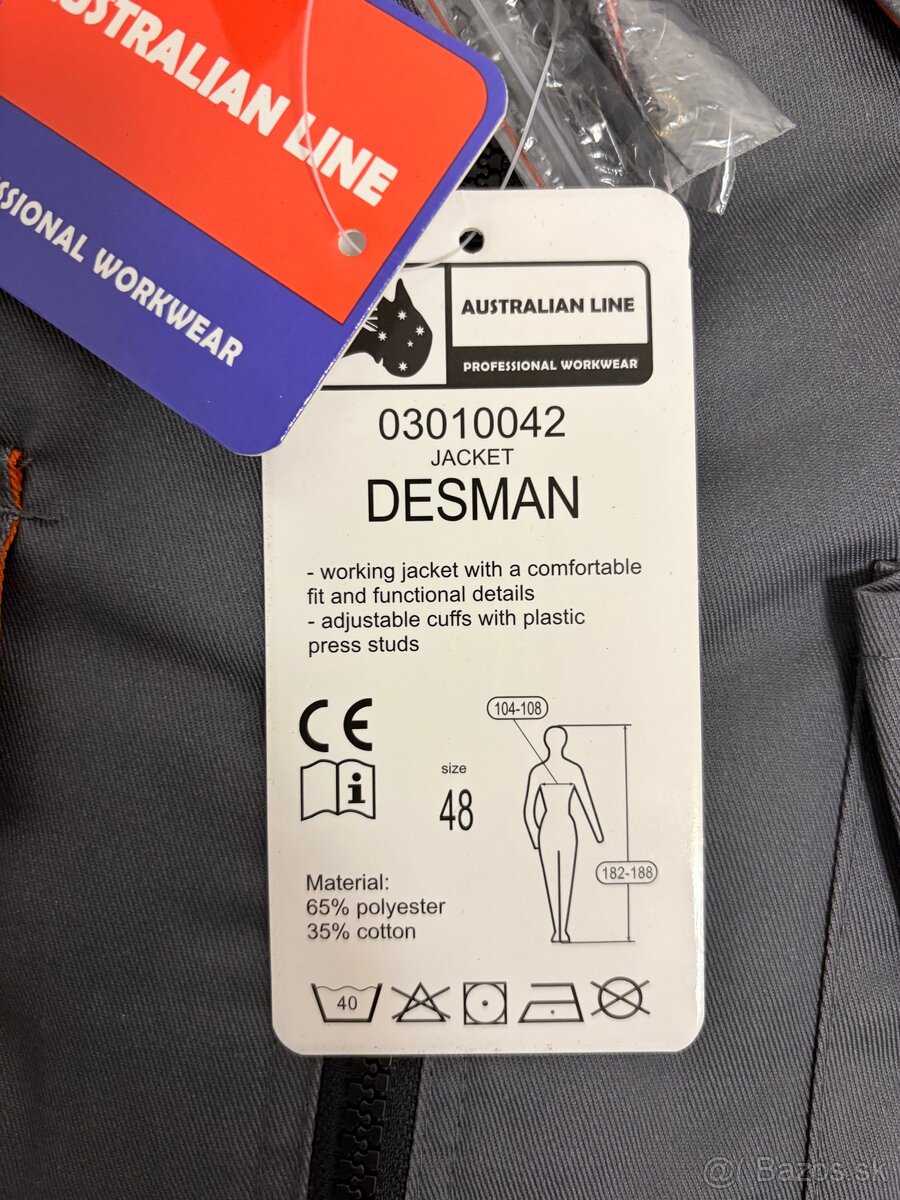 AUSTRALIAN LINE
WORKWEAR
AUSTRALIAN LINE
PROFESSIONAL WORKWEAR
03010042
JACKET
DESMAN
- working jacket with a comfortable
fit and functional details
- adjustable cuffs with plastic
press studs
CE
i
104-108
size
48
182-188
Material:
65% polyester
35% cotton
40
@ Bazos.sk